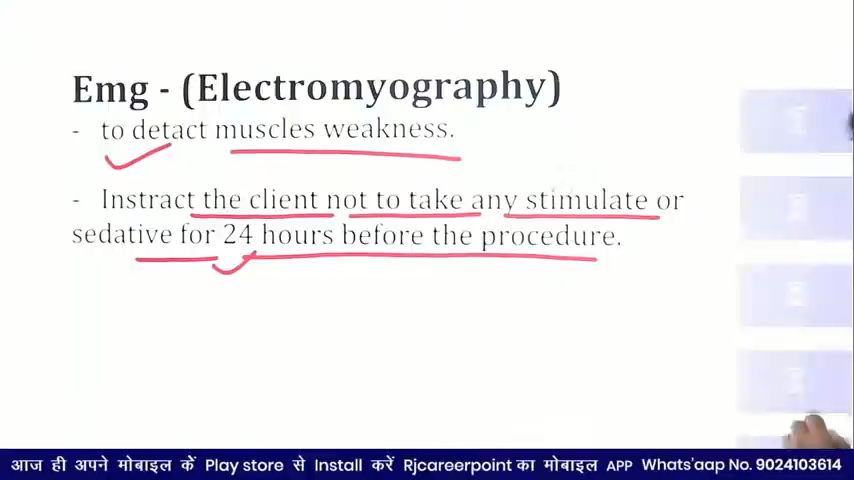 Emg - (Electromyography)
- to detact muscles weakness.
- Instract the client not to take any stimulate or
sedative for 24 hours before the procedure.
आज ही अपने मोबाइल कें Play store से Install करें Rjcareerpoint का मोबाइल APP Whats'aap No. 9024103614